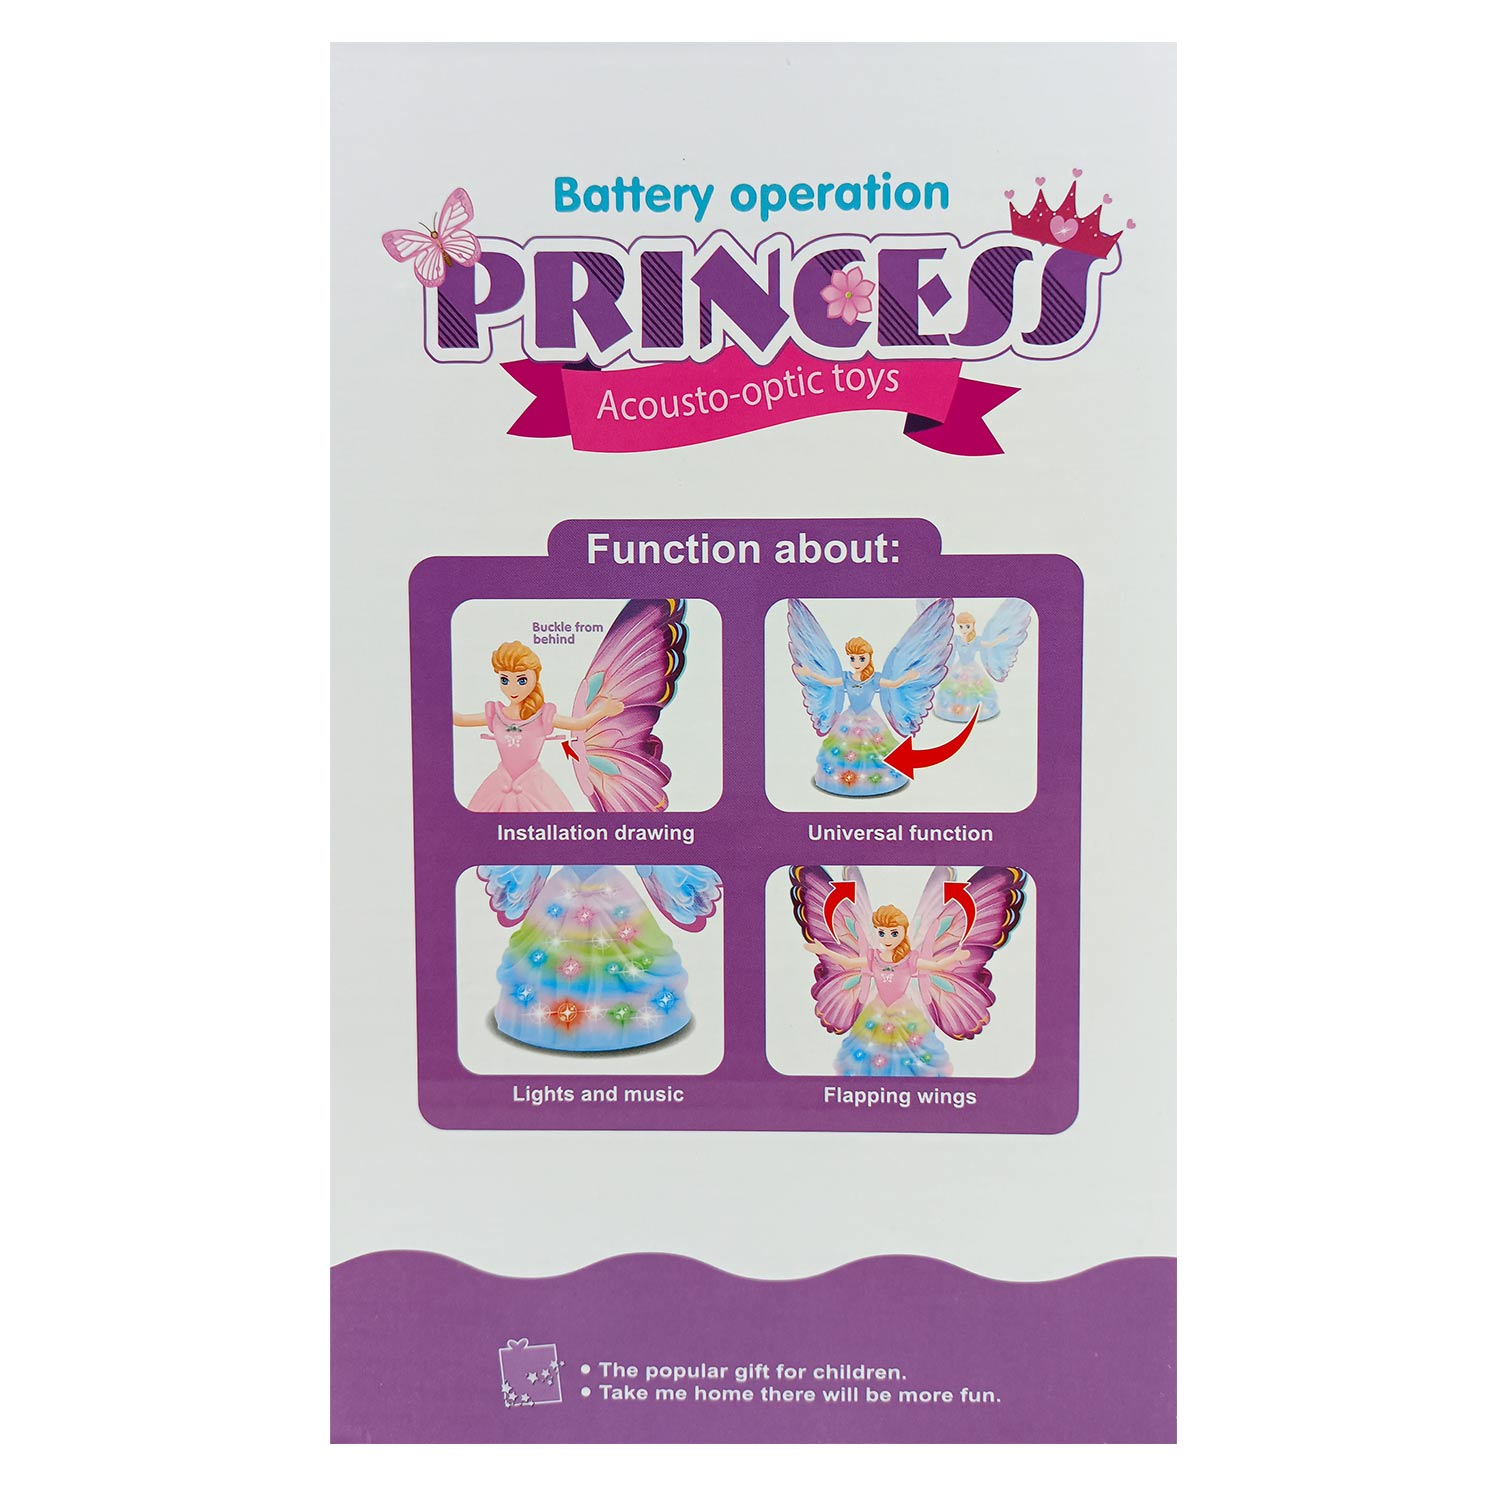 Battery operation
PRINCESS
Acousto-optic toys
Function about:
Buckle from
behind
Installation drawing
Universal function
Lights and music
Flapping wings
• The popular gift for children.
• Take me home there will be more fun.